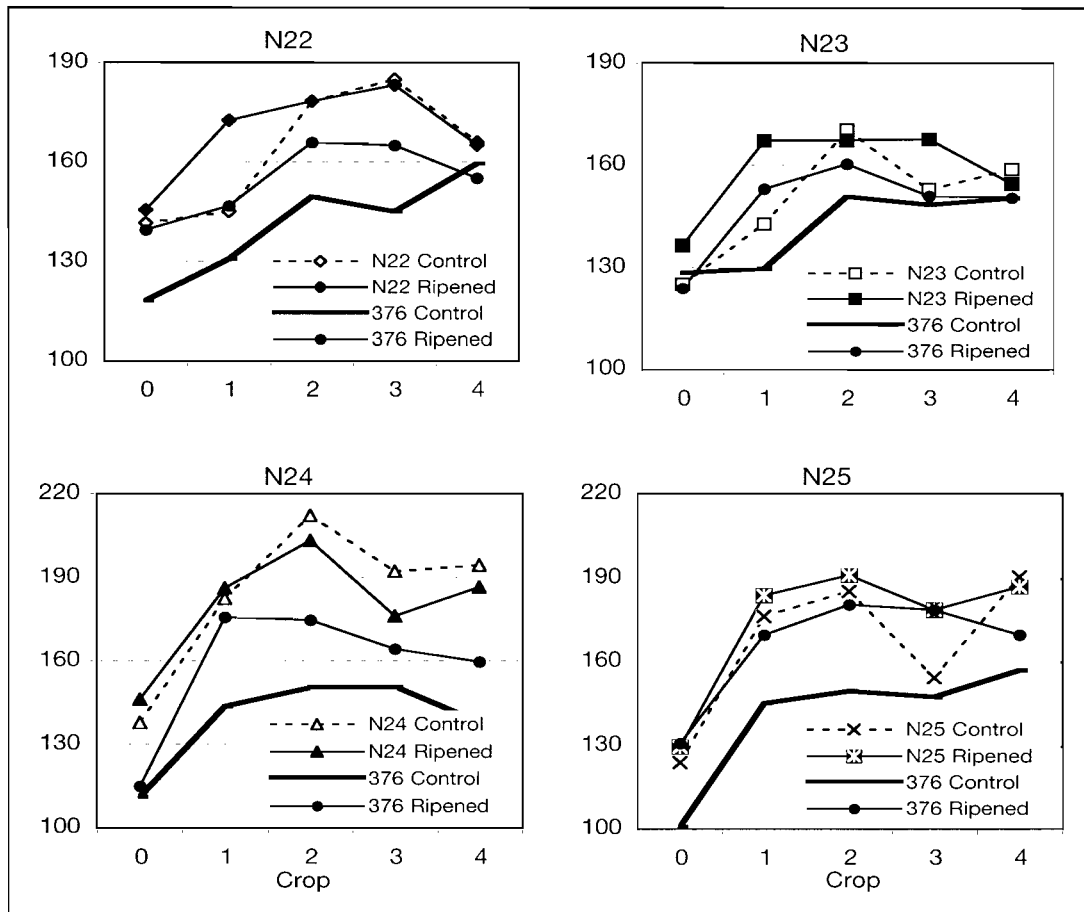 N22
190
160
130
100
N22 Control
N22 Ripened
376 Control
376 Ripened
0 1 2 3 4
N23
190
160
130
100
N23 Control
N23 Ripened
376 Control
376 Ripened
0 1 2 3 4
N24
220
190
160
130
100
N24 Control
N24 Ripened
376 Control
376 Ripened
0 1 2 3 4
Crop
N25
220
190
160
130
100
N25 Control
N25 Ripened
376 Control
376 Ripened
0 1 2 3 4
Crop